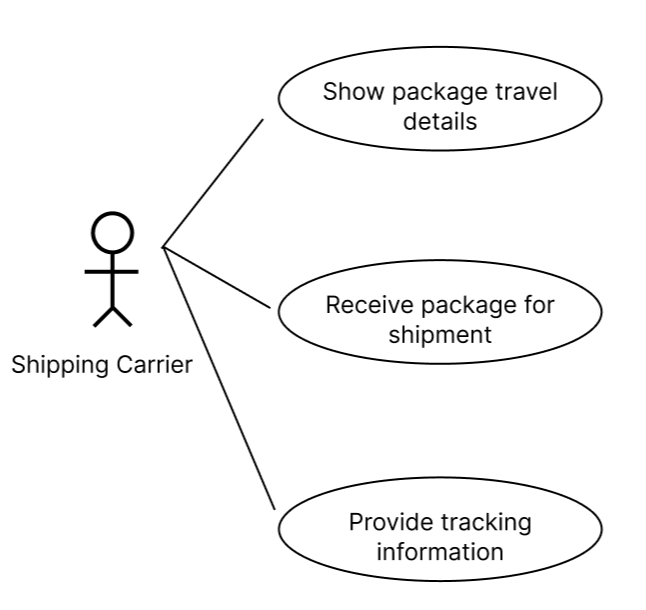 Show package travel
details
Receive package for
shipment
Shipping Carrier
Provide tracking
information